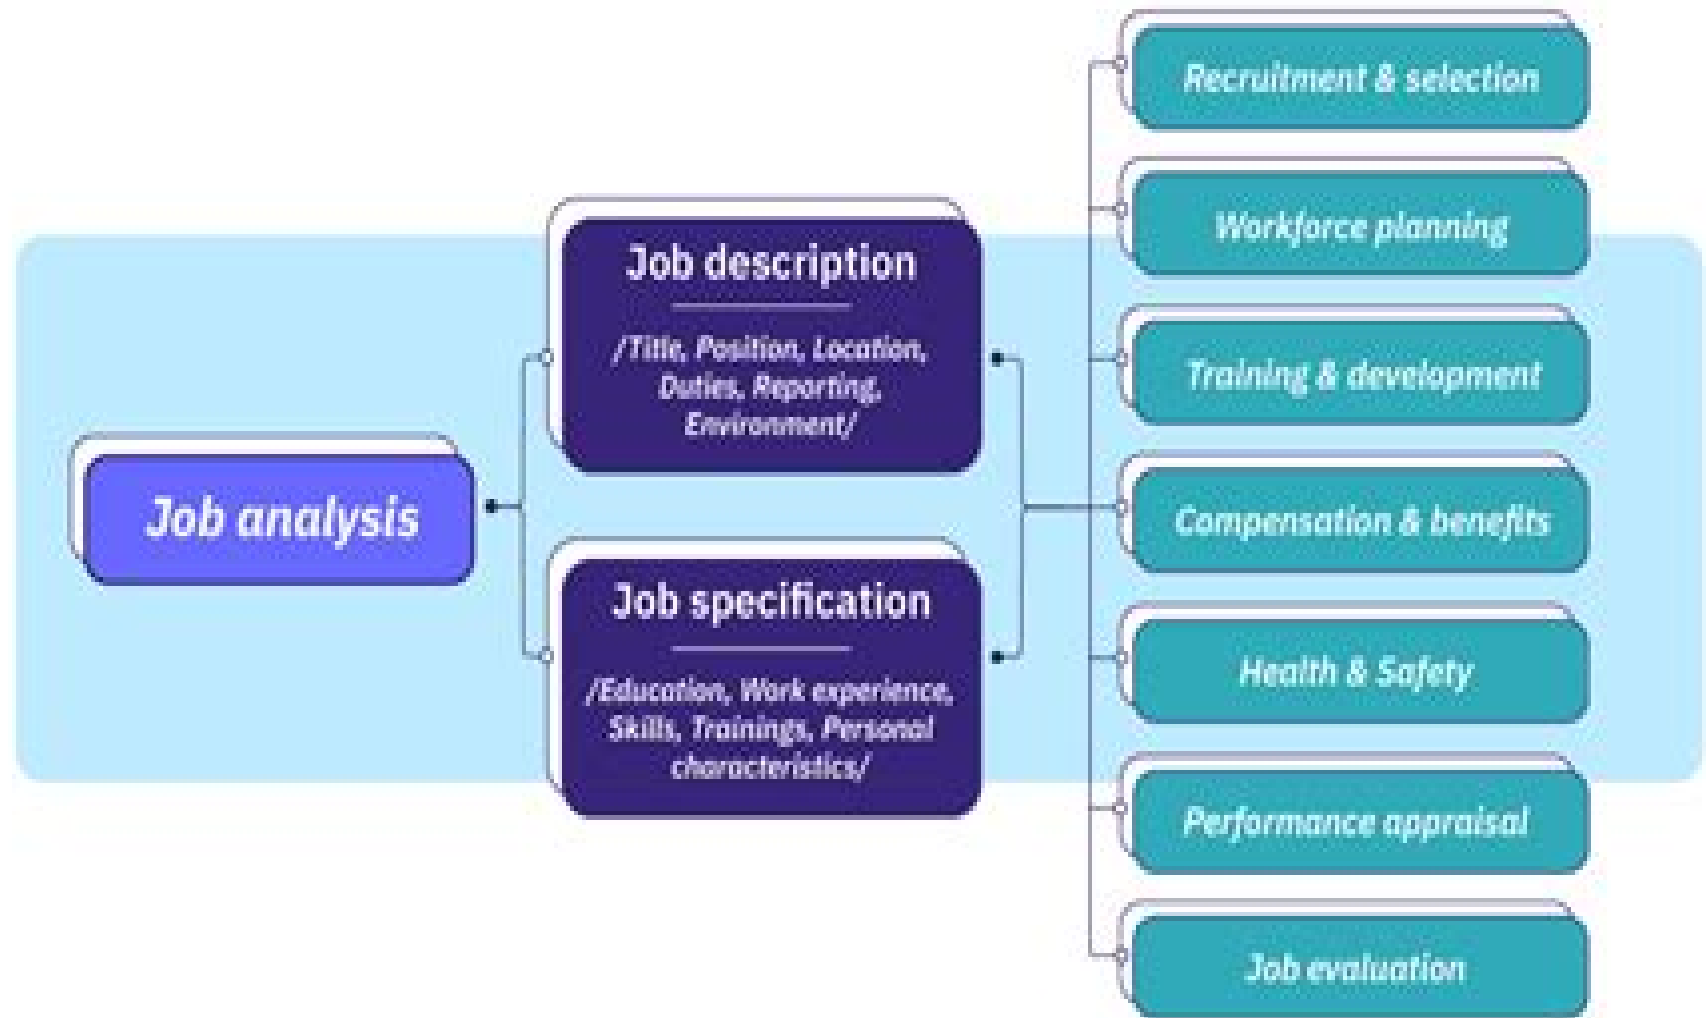 Job analysis
Job description
/Title, Position, Location,
Duties, Reporting,
Environment/
Job specification
/Education, Work experience,
Skills, Trainings, Personal
characteristics/
Recruitment & selection
Workforce planning
Training & development
Compensation & benefits
Health & Safety
Performance appraisal
Job evaluation